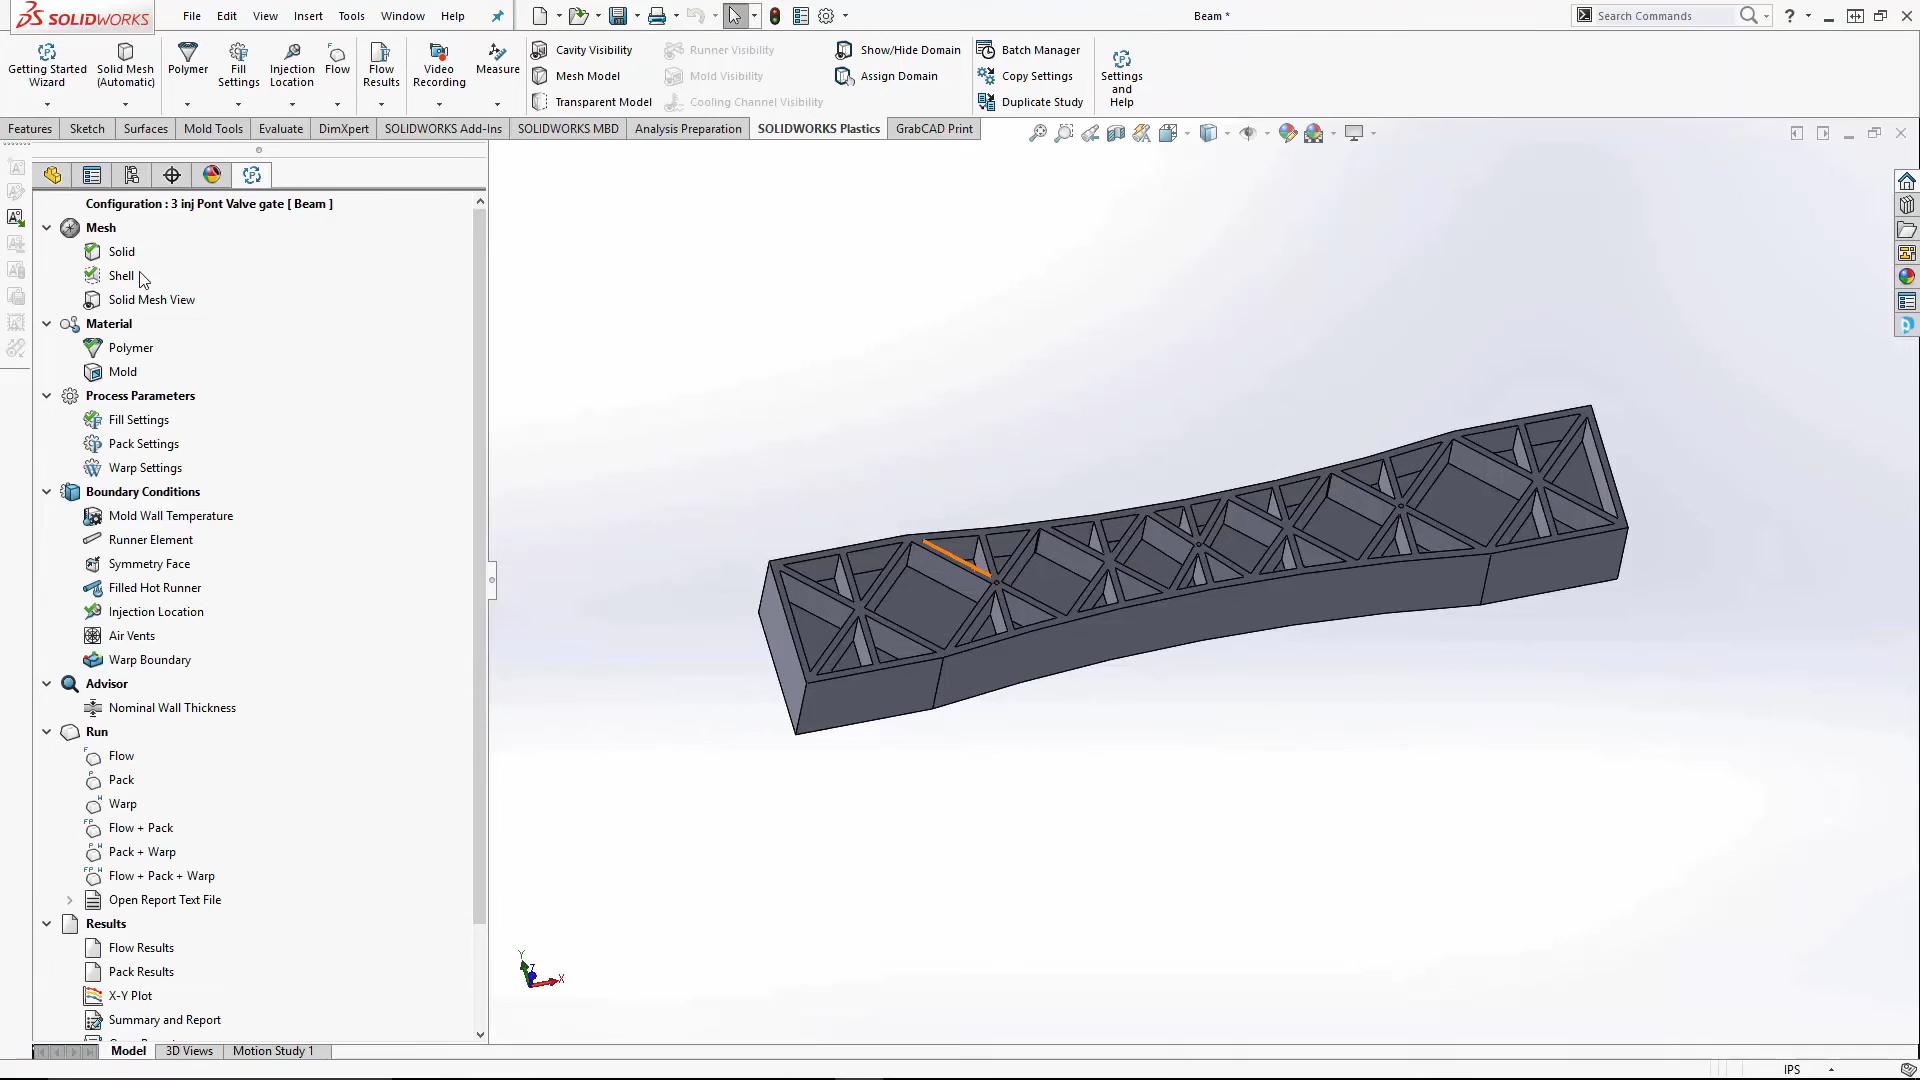 SOLIDWORKS
File Edit View Insert Tools Window Help
Beam *
Search Commands
Getting Started Wizard
Solid Mesh (Automatic)
Polymer
Fill Settings
Injection Location
Flow
Flow Results
Video Recording
Measure
Cavity Visibility
Mesh Model
Transparent Model
Runner Visibility
Mold Visibility
Cooling Channel Visibility
Show/Hide Domain
Assign Domain
Batch Manager
Copy Settings
Duplicate Study
Settings and Help
Features Sketch Surfaces Mold Tools Evaluate DimXpert SOLIDWORKS Add-Ins SOLIDWORKS MBD Analysis Preparation SOLIDWORKS Plastics GrabCAD Print
Configuration : 3 inj Pont Valve gate [ Beam ]
Mesh
Solid
Shell
Solid Mesh View
Material
Polymer
Mold
Process Parameters
Fill Settings
Pack Settings
Warp Settings
Boundary Conditions
Mold Wall Temperature
Runner Element
Symmetry Face
Filled Hot Runner
Injection Location
Air Vents
Warp Boundary
Advisor
Nominal Wall Thickness
Run
Flow
Pack
Warp
Flow + Pack
Pack + Warp
Flow + Pack + Warp
Open Report Text File
Results
Flow Results
Pack Results
X-Y Plot
Summary and Report
Y
Z
X
Model 3D Views Motion Study 1
IPS